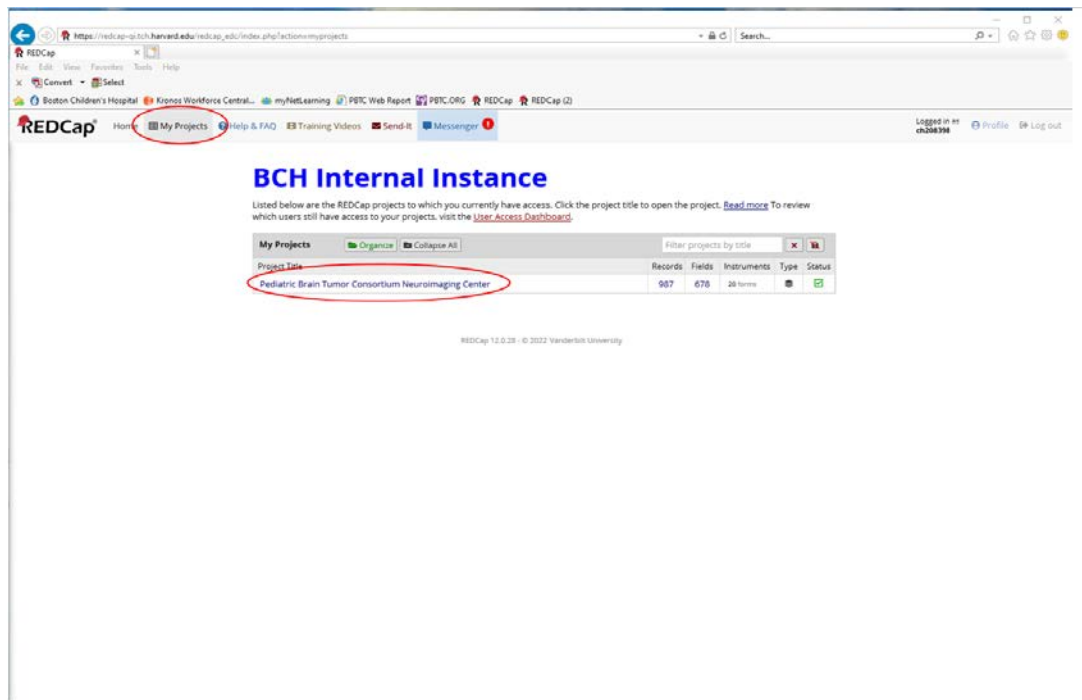 https://redcap-qi.tch.harvard.edu/redcap_edc/index.php?action=myprojects
Search...
REDCap
File Edit View Favorites Tools Help
x Convert Select
Boston Children's Hospital Kronos Workforce Central... myNetLearning PBTC Web Report PBTC.ORG REDCap REDCap (2)
REDCap Home My Projects Help & FAQ Training Videos Send-It Messenger Logged in as ch208398 Profile Log out
BCH Internal Instance
Listed below are the REDCap projects to which you currently have access. Click the project title to open the project. Read more To review
which users still have access to your projects, visit the User Access Dashboard.
My Projects Organize Collapse All Filter projects by title x
Project Title Records Fields Instruments Type Status
Pediatric Brain Tumor Consortium Neuroimaging Center 987 678 20 forms
REDCap 12.0.28 - © 2022 Vanderbilt University